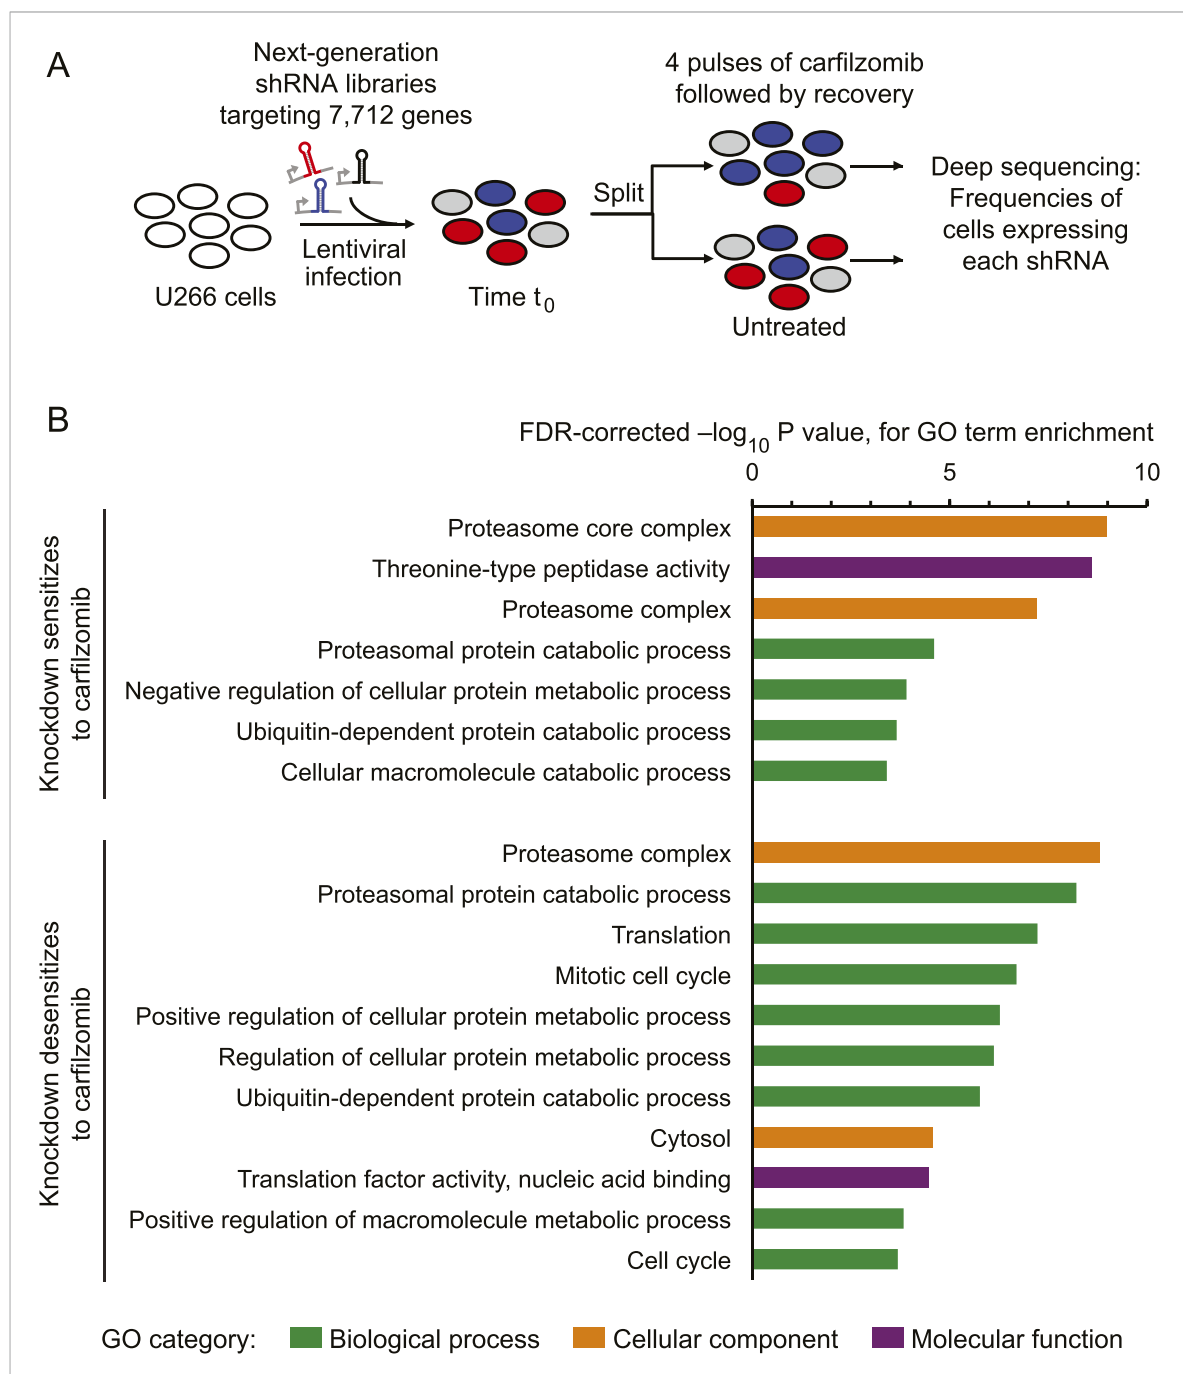 A
Next-generation
shRNA libraries
targeting 7,712 genes
4 pulses of carfilzomib
followed by recovery
Split
Lentiviral
infection
U266 cells
Time t0
Untreated
Deep sequencing:
Frequencies of
cells expressing
each shRNA
B
FDR-corrected –log10 P value, for GO term enrichment
0 5 10
Knockdown sensitizes
to carfilzomib
Proteasome core complex
Threonine-type peptidase activity
Proteasome complex
Proteasomal protein catabolic process
Negative regulation of cellular protein metabolic process
Ubiquitin-dependent protein catabolic process
Cellular macromolecule catabolic process
Knockdown desensitizes
to carfilzomib
Proteasome complex
Proteasomal protein catabolic process
Translation
Mitotic cell cycle
Positive regulation of cellular protein metabolic process
Regulation of cellular protein metabolic process
Ubiquitin-dependent protein catabolic process
Cytosol
Translation factor activity, nucleic acid binding
Positive regulation of macromolecule metabolic process
Cell cycle
GO category: Biological process Cellular component Molecular function